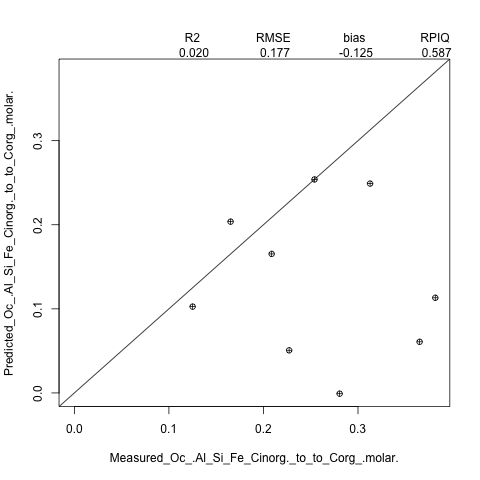 R2 RMSE bias RPIQ
0.020 0.177 -0.125 0.587
Predicted_Oc_.Al_Si_Fe_Cinorg._to_to_Corg_.molar.
0.3
0.2
0.1
0.0
0.0 0.1 0.2 0.3
Measured_Oc_.Al_Si_Fe_Cinorg._to_to_Corg_.molar.